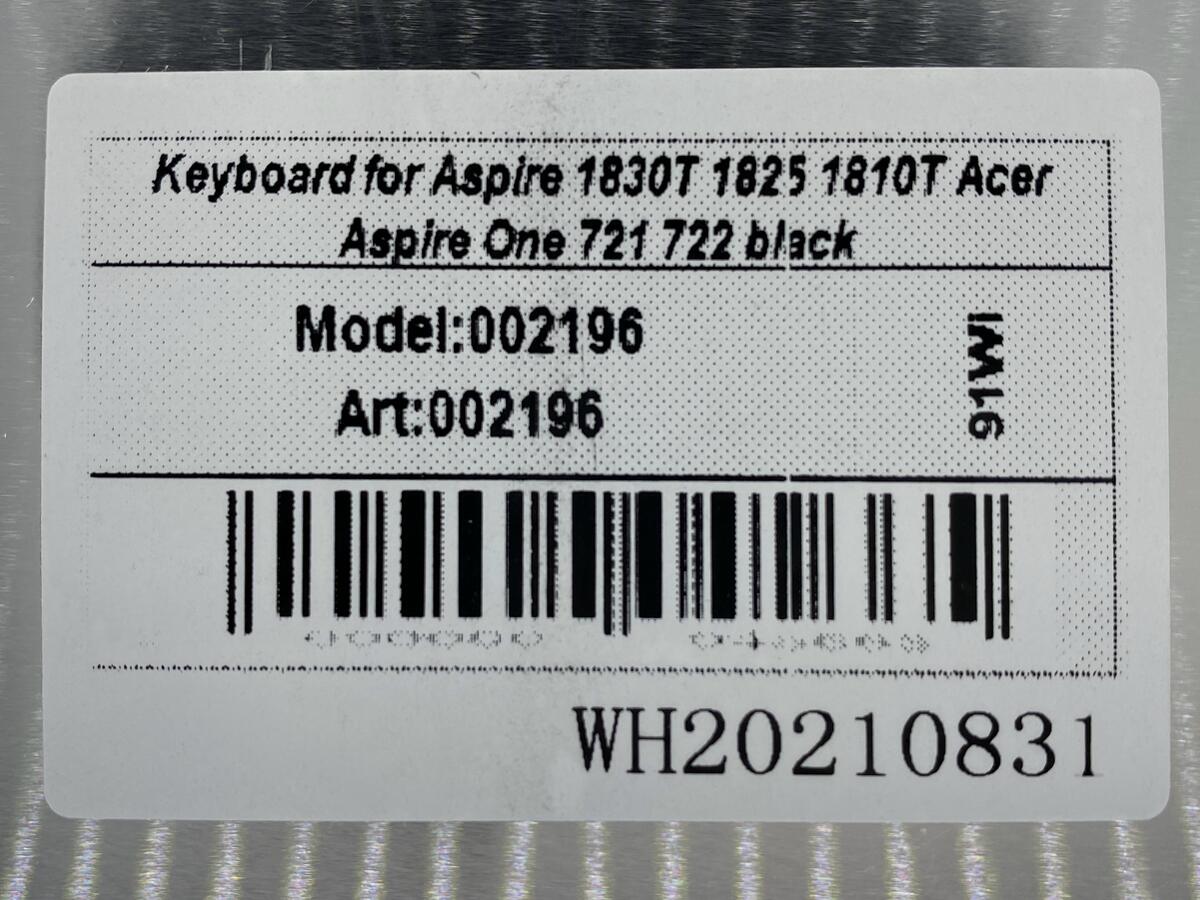 Keyboard for Aspire 1830T 1825 1810T Acer
Aspire One 721 722 black
Model:002196
Art:002196
91WI
WH20210831